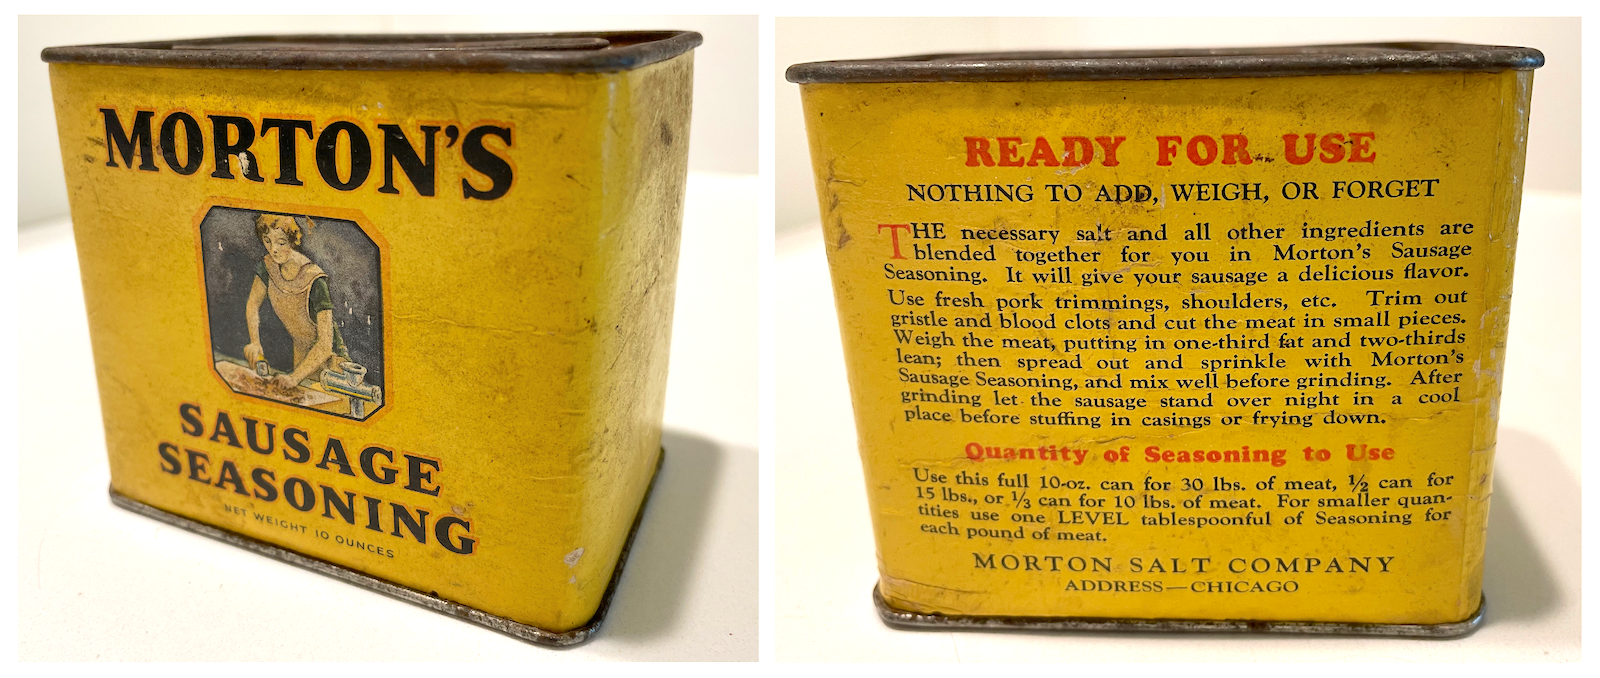 MORTON'S
SAUSAGE
SEASONING
NET WEIGHT 10 OUNCES
READY FOR USE
NOTHING TO ADD, WEIGH, OR FORGET
THE necessary salt and all other ingredients are
blended together for you in Morton's Sausage
Seasoning. It will give your sausage a delicious flavor.
Use fresh pork trimmings, shoulders, etc. Trim out
gristle and blood clots and cut the meat in small pieces.
Weigh the meat, putting in one-third fat and two-thirds
lean; then spread out and sprinkle with Morton's
Sausage Seasoning, and mix well before grinding. After
grinding let the sausage stand over night in a cool
place before stuffing in casings or frying down.
Quantity of Seasoning to Use
Use this full 10-oz. can for 30 lbs. of meat, ½ can for
15 lbs., or ⅓ can for 10 lbs. of meat. For smaller quan-
tities use one LEVEL tablespoonful of Seasoning for
each pound of meat.
MORTON SALT COMPANY
ADDRESS—CHICAGO